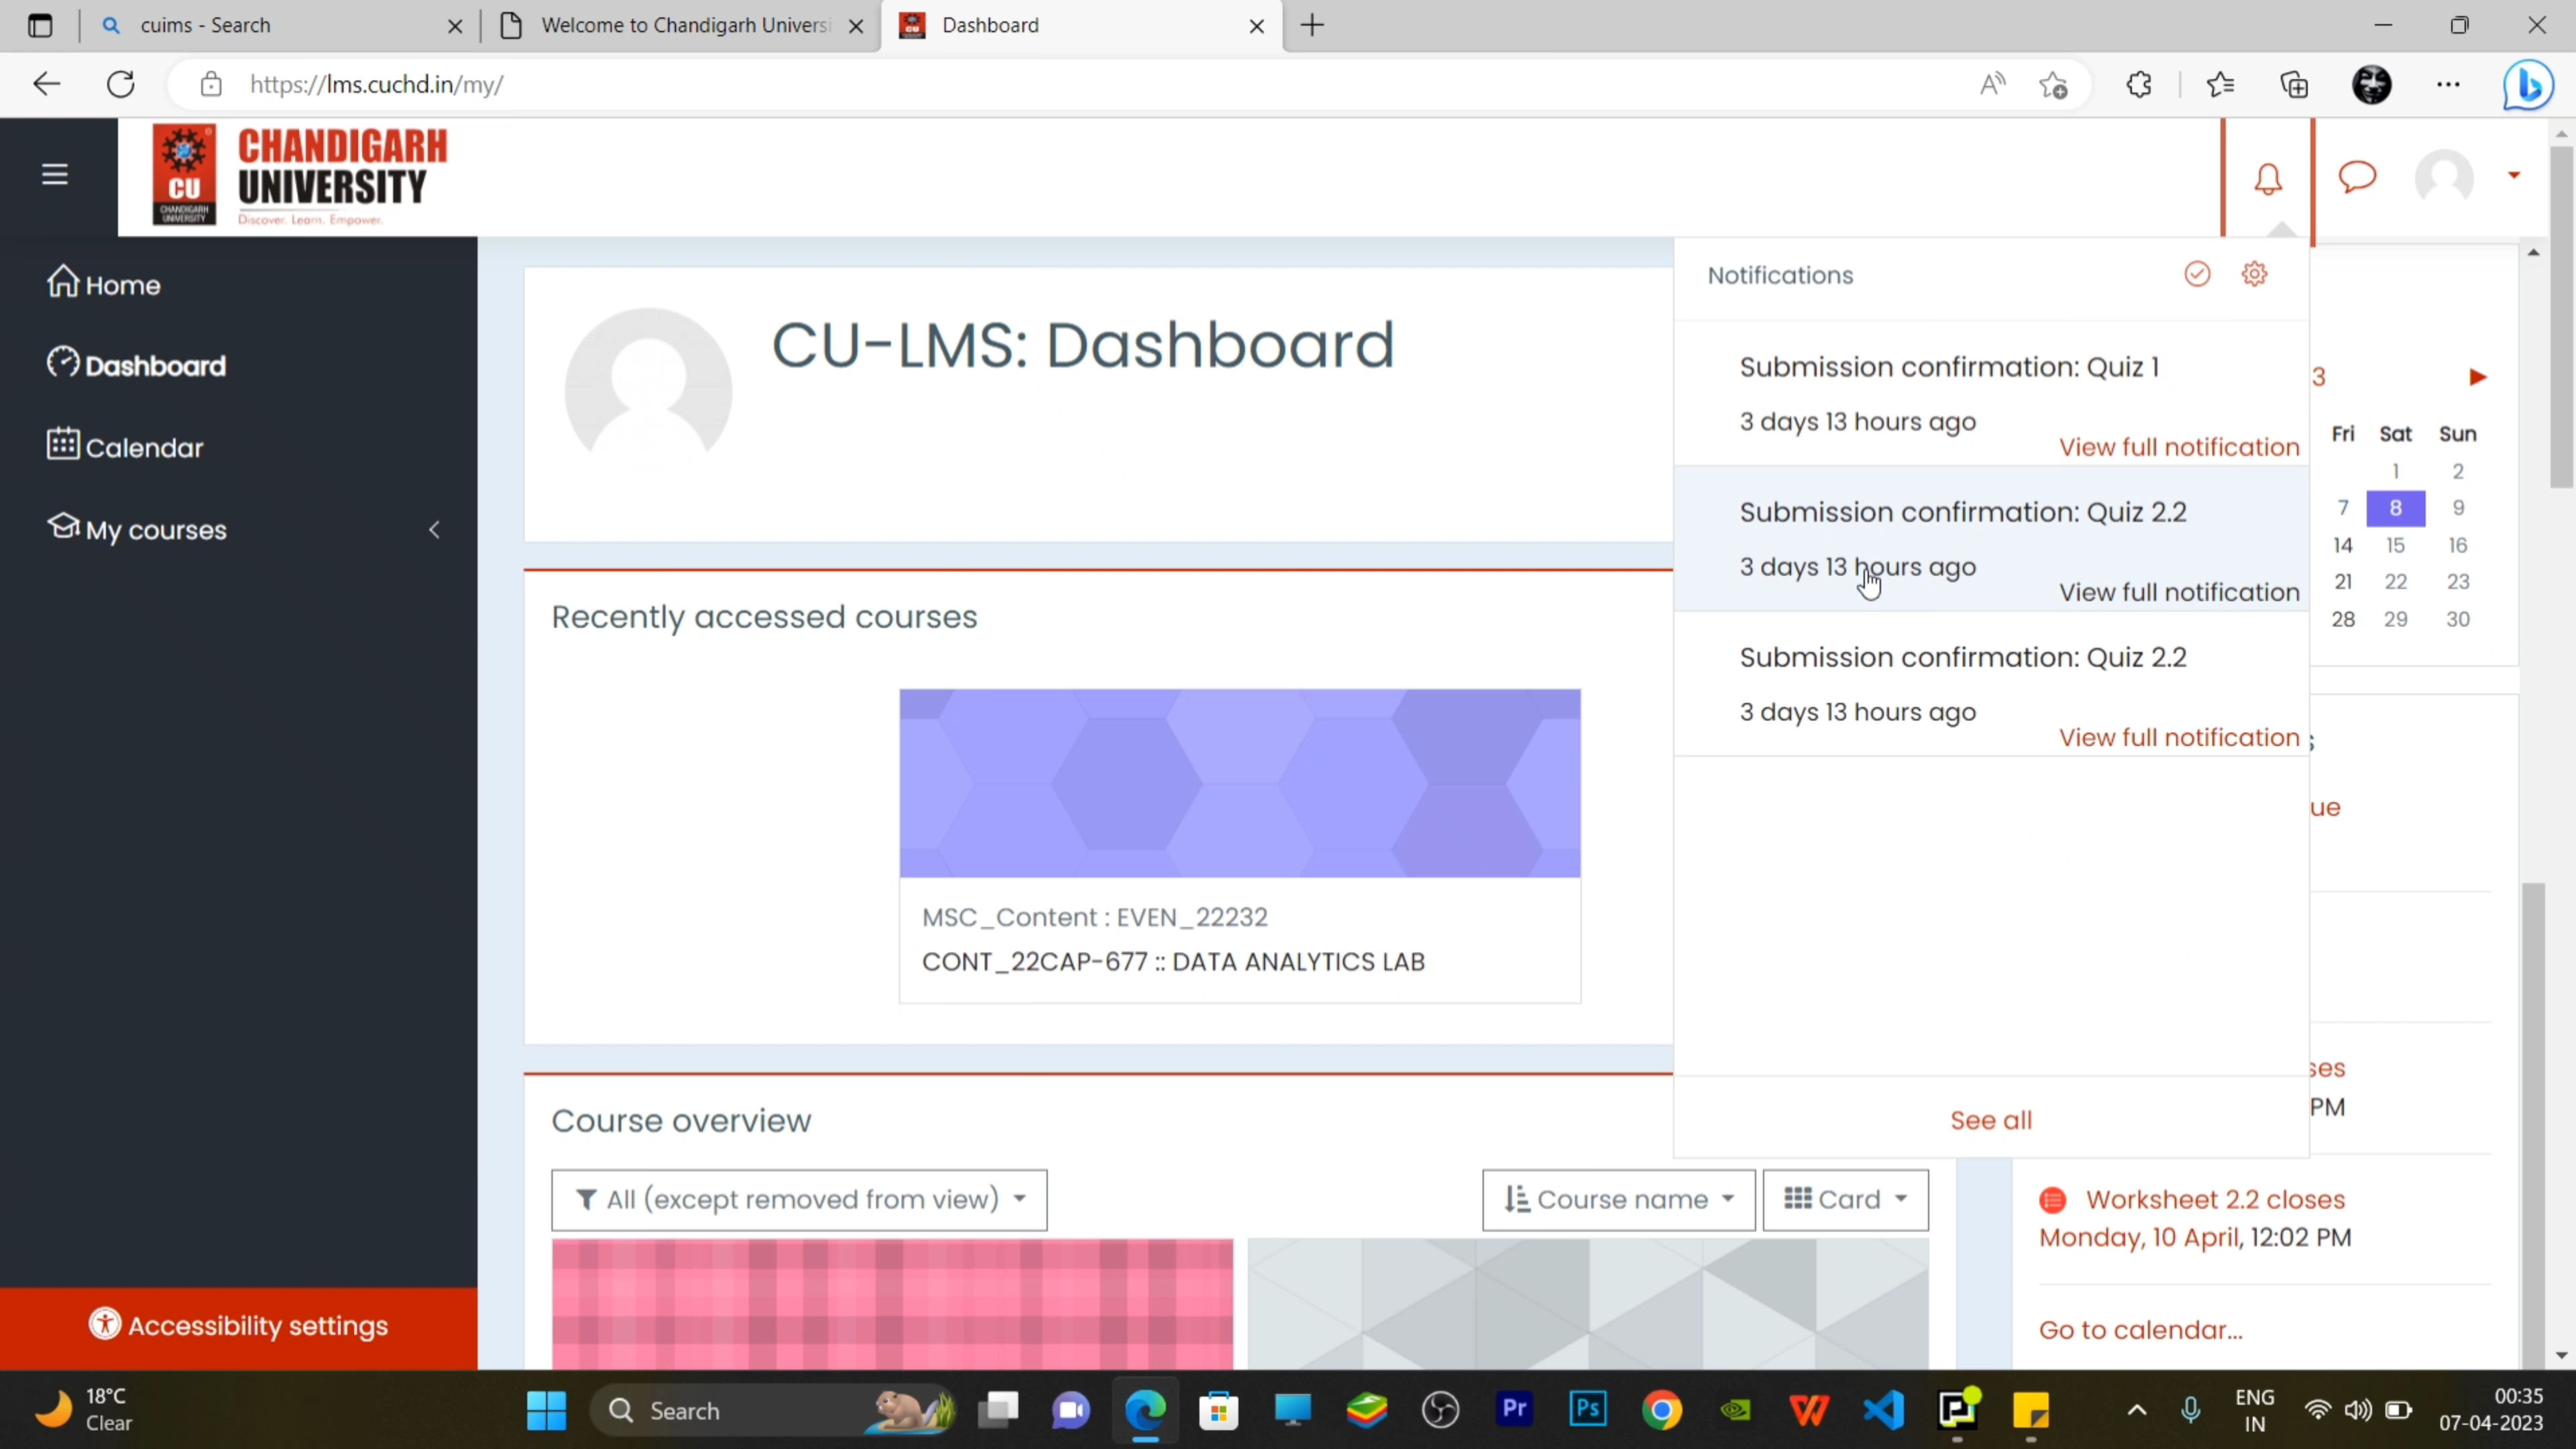 cuims - Search
Welcome to Chandigarh Universi
Dashboard
https://lms.cuchd.in/my/
CU
CHANDIGARH
UNIVERSITY
CHANDIGARH
UNIVERSITY
Discover. Learn. Empower.
Home
Dashboard
Calendar
My courses
Accessibility settings
CU-LMS: Dashboard
Recently accessed courses
MSC_Content : EVEN_22232
CONT_22CAP-677 :: DATA ANALYTICS LAB
Course overview
All (except removed from view)
Course name
Card
Notifications
Submission confirmation: Quiz 1
3 days 13 hours ago
View full notification
Submission confirmation: Quiz 2.2
3 days 13 hours ago
View full notification
Submission confirmation: Quiz 2.2
3 days 13 hours ago
View full notification
See all
3
Fri Sat Sun
1 2
7 8 9
14 15 16
21 22 23
28 29 30
s
ue
ses
PM
Worksheet 2.2 closes
Monday, 10 April, 12:02 PM
Go to calendar...
18°C
Clear
Search
Pr
Ps
ENG
IN
00:35
07-04-2023